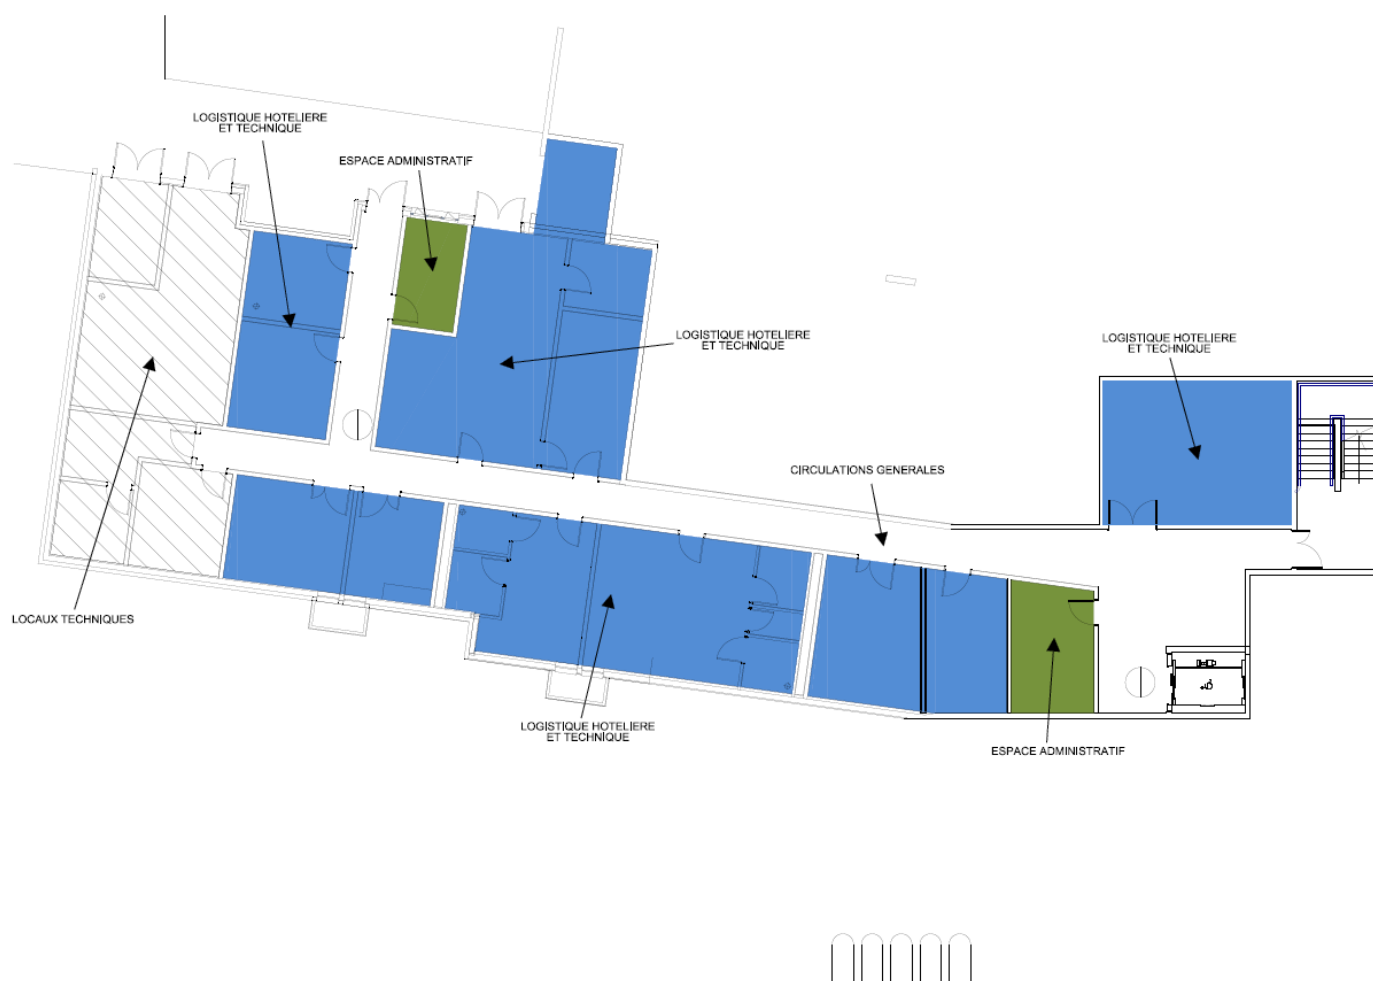 LOGISTIQUE HOTELIERE
ET TECHNIQUE
ESPACE ADMINISTRATIF
LOGISTIQUE HOTELIERE
ET TECHNIQUE
LOGISTIQUE HOTELIERE
ET TECHNIQUE
CIRCULATIONS GENERALES
LOCAUX TECHNIQUES
LOGISTIQUE HOTELIERE
ET TECHNIQUE
ESPACE ADMINISTRATIF